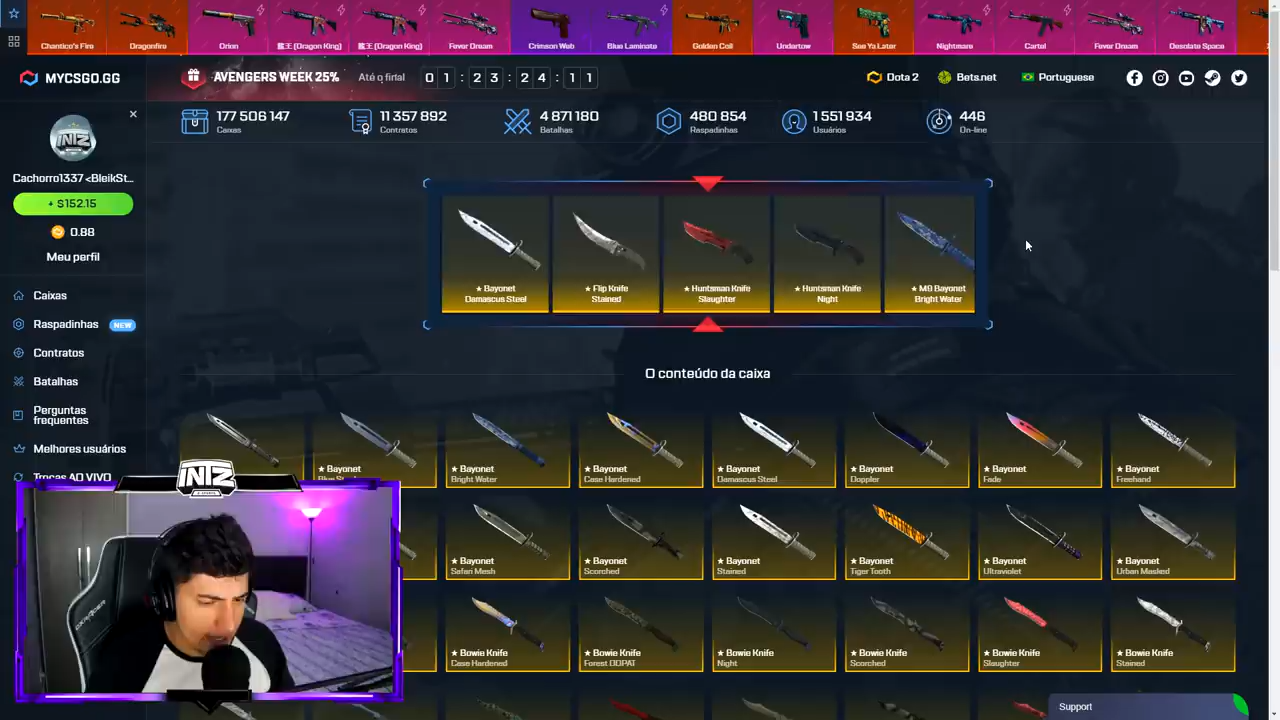 Chantico's Fire
Dragonfire
Orion
龍王 (Dragon King)
龍王 (Dragon King)
Fever Dream
Crimson Web
Blue Laminate
Golden Coil
Undertow
See Ya Later
Nightmare
Cartel
Fever Dream
Desolate Space
MYCSGO.GG
AVENGERS WEEK 25%
Até o final
0 1 : 2 3 : 2 4 : 1 1
Dota 2
Bets.net
Portuguese
177 506 147
Caixas
11 357 892
Contratos
4 871 180
Batalhas
480 854
Raspadinhas
1 551 934
Usuários
446
On-line
Cachorro1337 <BleikSt...
+ $152.15
0.88
Meu perfil
Caixas
Raspadinhas
NEW
Contratos
Batalhas
Perguntas
frequentes
Melhores usuários
Trocas AO VIVO
★ Bayonet
Damascus Steel
★ Flip Knife
Stained
★ Huntsman Knife
Slaughter
★ Huntsman Knife
Night
★ M9 Bayonet
Bright Water
O conteúdo da caixa
★ Bayonet
★ Bayonet
Bright Water
★ Bayonet
Case Hardened
★ Bayonet
Damascus Steel
★ Bayonet
Doppler
★ Bayonet
Fade
★ Bayonet
Freehand
★ Bayonet
Safari Mesh
★ Bayonet
Scorched
★ Bayonet
Stained
★ Bayonet
Tiger Tooth
★ Bayonet
Ultraviolet
★ Bayonet
Urban Masked
★ Bowie Knife
Case Hardened
★ Bowie Knife
Forest DDPAT
★ Bowie Knife
Night
★ Bowie Knife
Scorched
★ Bowie Knife
Slaughter
★ Bowie Knife
Stained
NTZ
Support